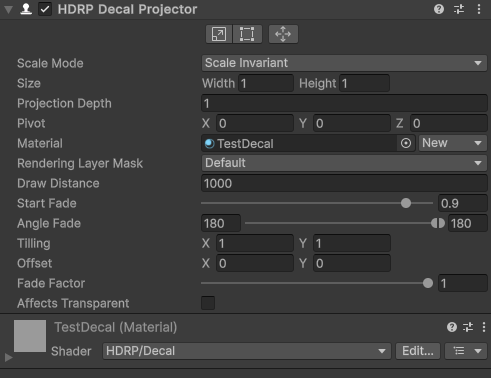 HDRP Decal Projector
Scale Mode Scale Invariant
Size Width 1 Height 1
Projection Depth 1
Pivot X 0 Y 0 Z 0
Material TestDecal New
Rendering Layer Mask Default
Draw Distance 1000
Start Fade 0.9
Angle Fade 180 180
Tilling X 1 Y 1
Offset X 0 Y 0
Fade Factor 1
Affects Transparent
TestDecal (Material)
Shader HDRP/Decal Edit...